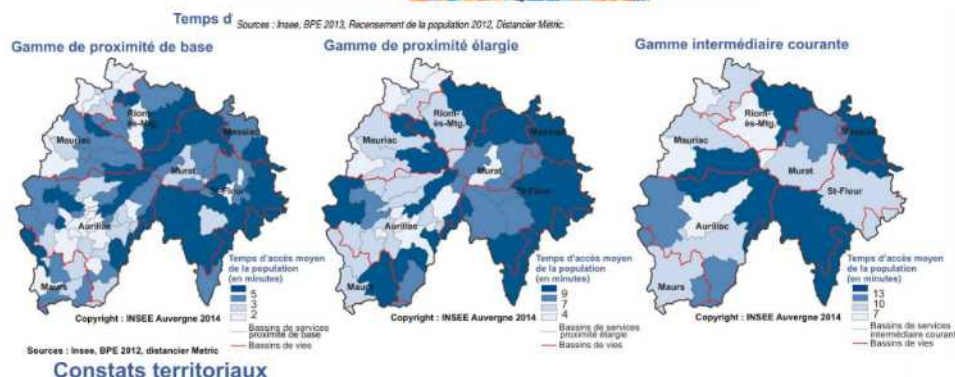 Temps d'
Sources : Insee, BPE 2013, Recensement de la population 2012, Distancier Métric.
Gamme de proximité de base
Riom-
ès-Mtg.
Mauriac
Massiac
Murat
St-Flour
Aurillac
Maurs
Temps d'accès moyen
de la population
(en minutes)
5
3
2
Copyright : INSEE Auvergne 2014
Bassins de services
proximité de base
Bassins de vies
Gamme de proximité élargie
Riom-
ès-Mtg.
Mauriac
Massiac
Murat
St-Flour
Aurillac
Maurs
Temps d'accès moyen
de la population
(en minutes)
9
7
4
Copyright : INSEE Auvergne 2014
Bassins de services
proximité élargie
Bassins de vies
Gamme intermédiaire courante
Riom-
ès-Mtg.
Mauriac
Massiac
Murat
St-Flour
Aurillac
Maurs
Temps d'accès moyen
de la population
(en minutes)
13
10
7
Copyright : INSEE Auvergne 2014
Bassins de services
intermédiaire courant
Bassins de vies
Sources : Insee, BPE 2012, distancier Metric
Constats territoriaux